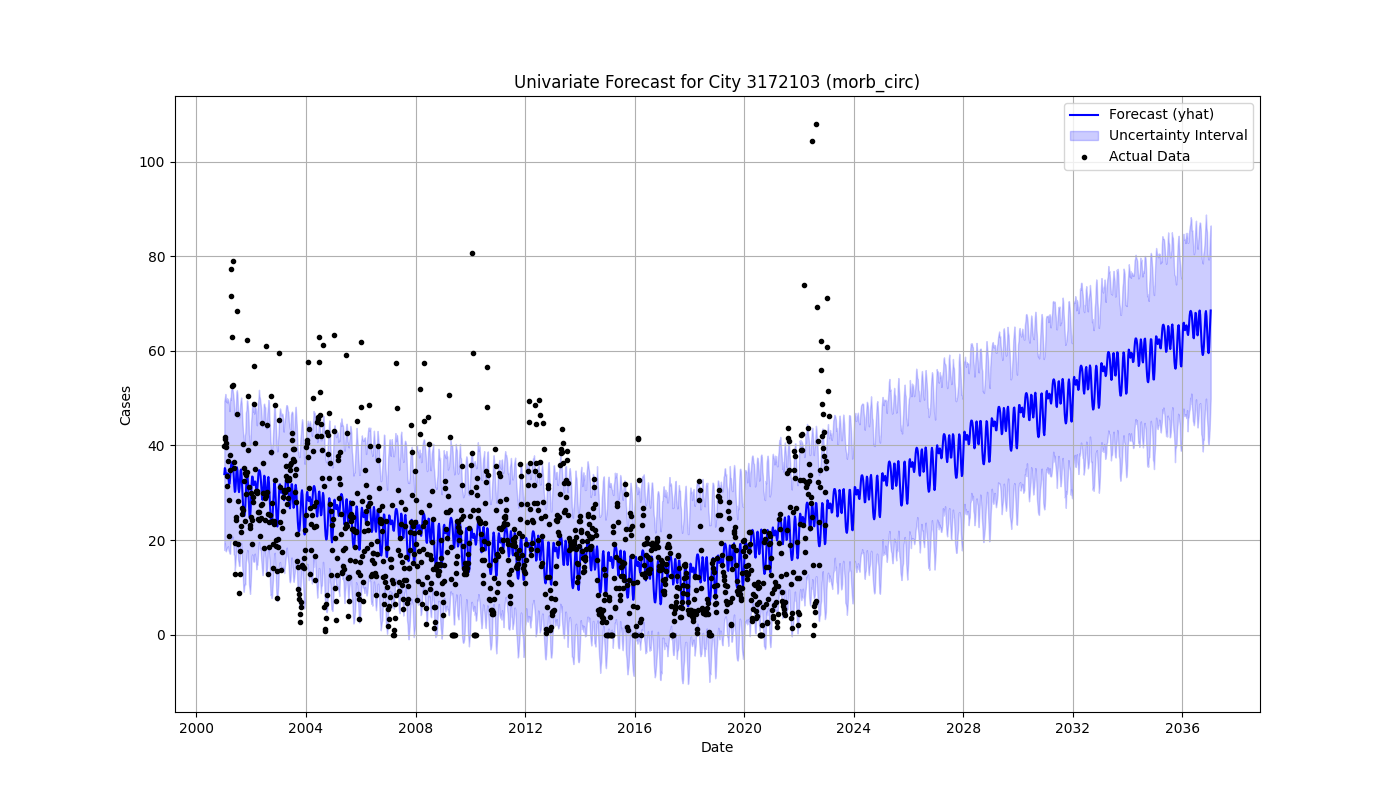 Univariate Forecast for City 3172103 (morb_circ)
Forecast (yhat)
Uncertainty Interval
Actual Data
Cases
100
80
60
40
20
0
2000 2004 2008 2012 2016 2020 2024 2028 2032 2036
Date